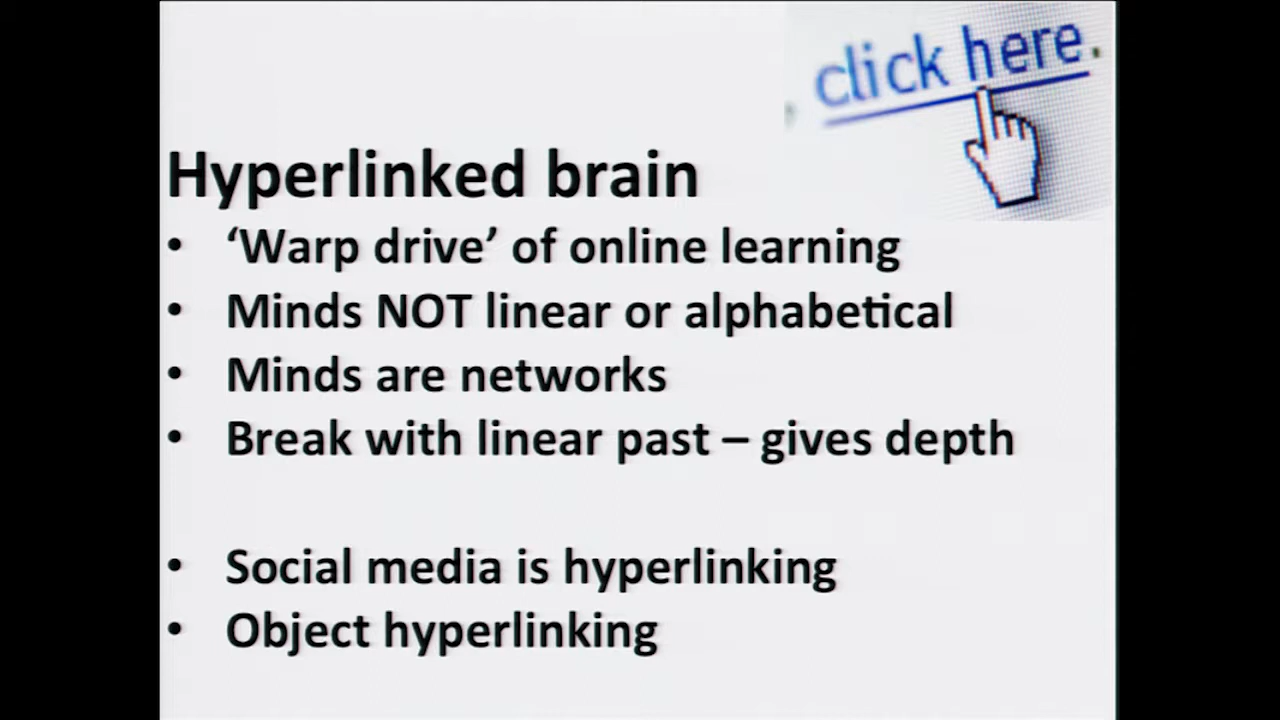 click here.
Hyperlinked brain
• ‘Warp drive’ of online learning
• Minds NOT linear or alphabetical
• Minds are networks
• Break with linear past – gives depth
• Social media is hyperlinking
• Object hyperlinking